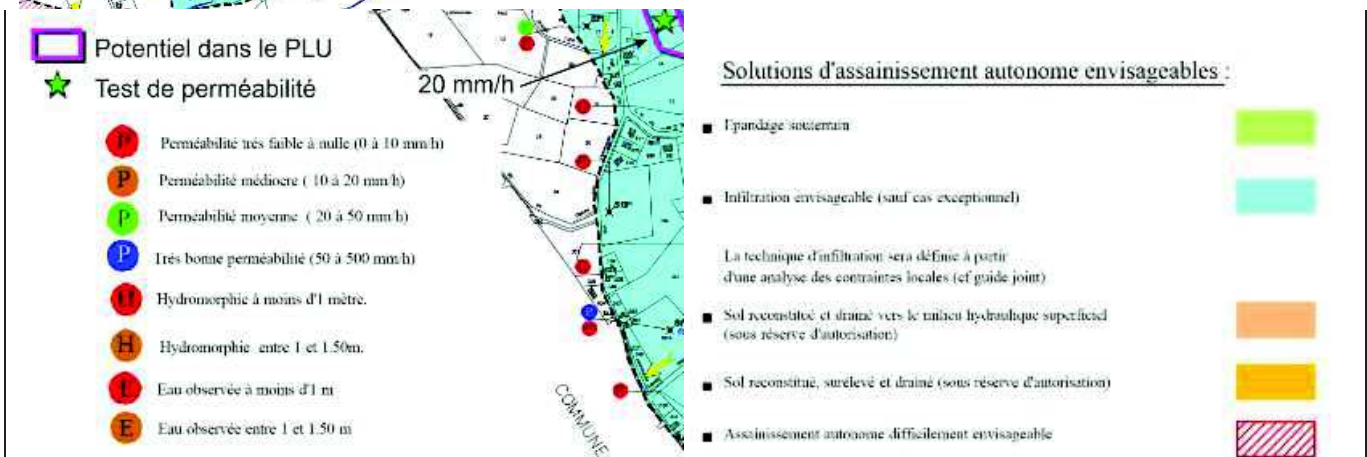 Potentiel dans le PLU
Test de perméabilité
20 mm/h
P Perméabilité très faible à nulle (0 à 10 mm/h)
P Perméabilité médiocre ( 10 à 20 mm/h)
P Perméabilité moyenne ( 20 à 50 mm/h)
P Très bonne perméabilité (50 à 500 mm/h)
H Hydromorphie à moins d'1 mètre.
H Hydromorphie entre 1 et 1.50m.
E Eau observée à moins d'1 m
E Eau observée entre 1 et 1.50 m
COMMUNE
Solutions d'assainissement autonome envisageables :
Epandage souterrain
Infiltration envisageable (sauf cas exceptionnel)
La technique d'infiltration sera définie à partir
d'une analyse des contraintes locales (cf guide joint)
Sol reconstitué et drainé vers le milieu hydraulique superficiel
(sous réserve d'autorisation)
Sol reconstitué, surélevé et drainé (sous réserve d'autorisation)
Assainissement autonome difficilement envisageable